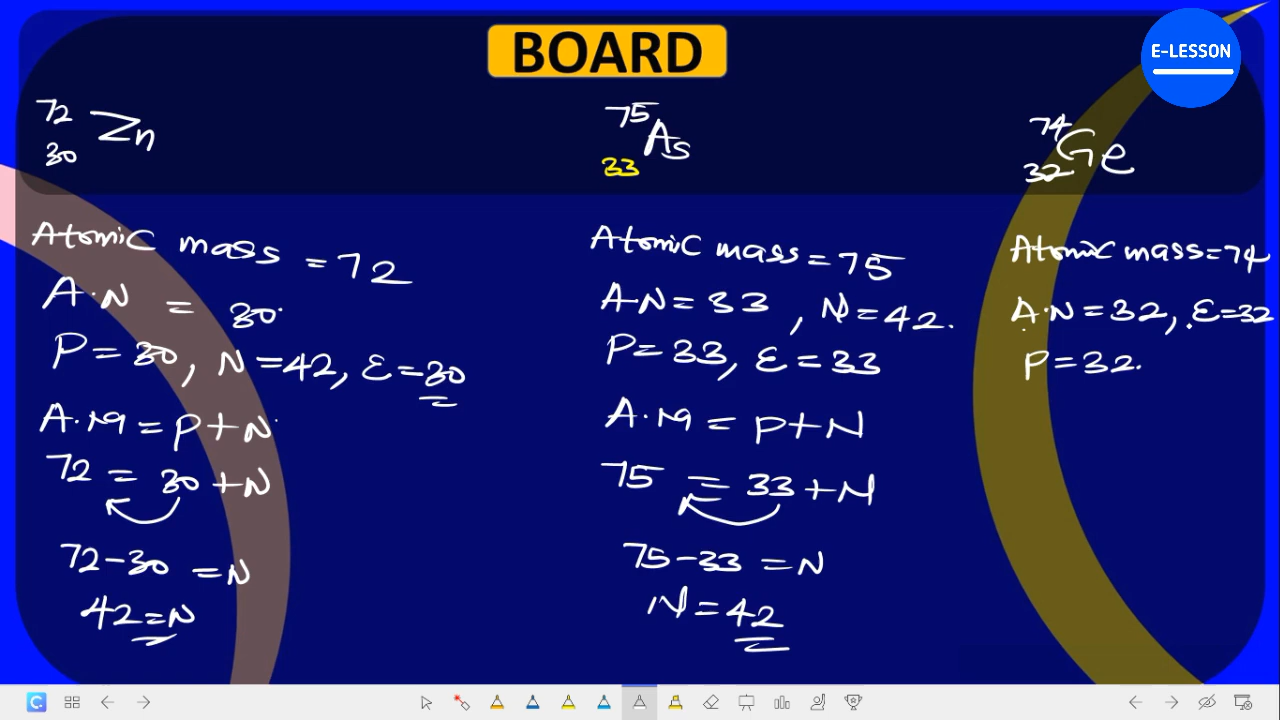 BOARD
E-LESSON
72
30 Zn
Atomic mass = 72
A.N = 30.
P = 30, N = 42, E = 30
A.M = P + N
72 = 30 + N
72 - 30 = N
42 = N
75
33 As
Atomic mass = 75
A.N = 33, N = 42.
P = 33, E = 33
A.M = P + N
75 = 33 + N
75 - 33 = N
N = 42
74
32 Ge
Atomic mass = 74
A.N = 32, E = 32
P = 32.